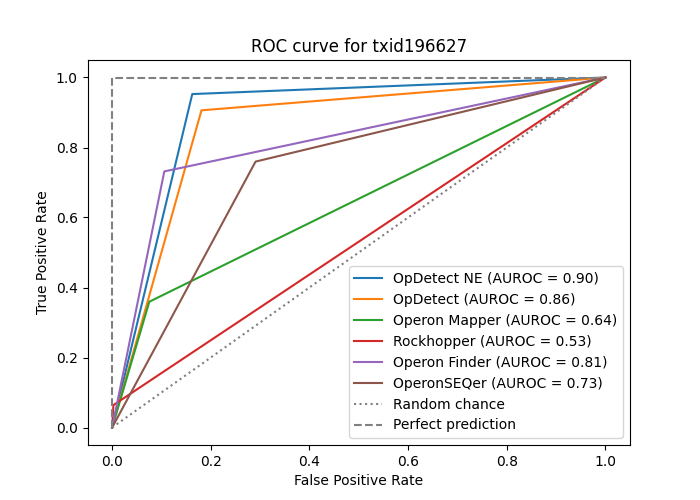 ROC curve for txid196627
1.0
0.8
0.6
0.4
0.2
0.0
True Positive Rate
OpDetect NE (AUROC = 0.90)
OpDetect (AUROC = 0.86)
Operon Mapper (AUROC = 0.64)
Rockhopper (AUROC = 0.53)
Operon Finder (AUROC = 0.81)
OperonSEQer (AUROC = 0.73)
Random chance
Perfect prediction
0.0 0.2 0.4 0.6 0.8 1.0
False Positive Rate